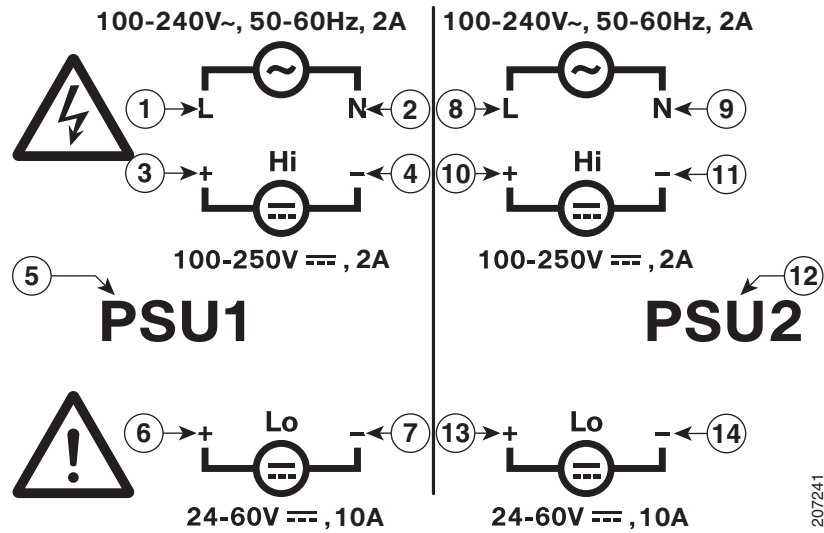 100-240V~, 50-60Hz, 2A 100-240V~, 50-60Hz, 2A
1 L N 2 8 L N 9
Hi Hi
3 + − 4 10 + − 11
100-250V ⎓ , 2A 100-250V ⎓ , 2A
5 12
PSU1 PSU2
Lo Lo
6 + − 7 13 + − 14
24-60V ⎓ , 10A 24-60V ⎓ , 10A
207241